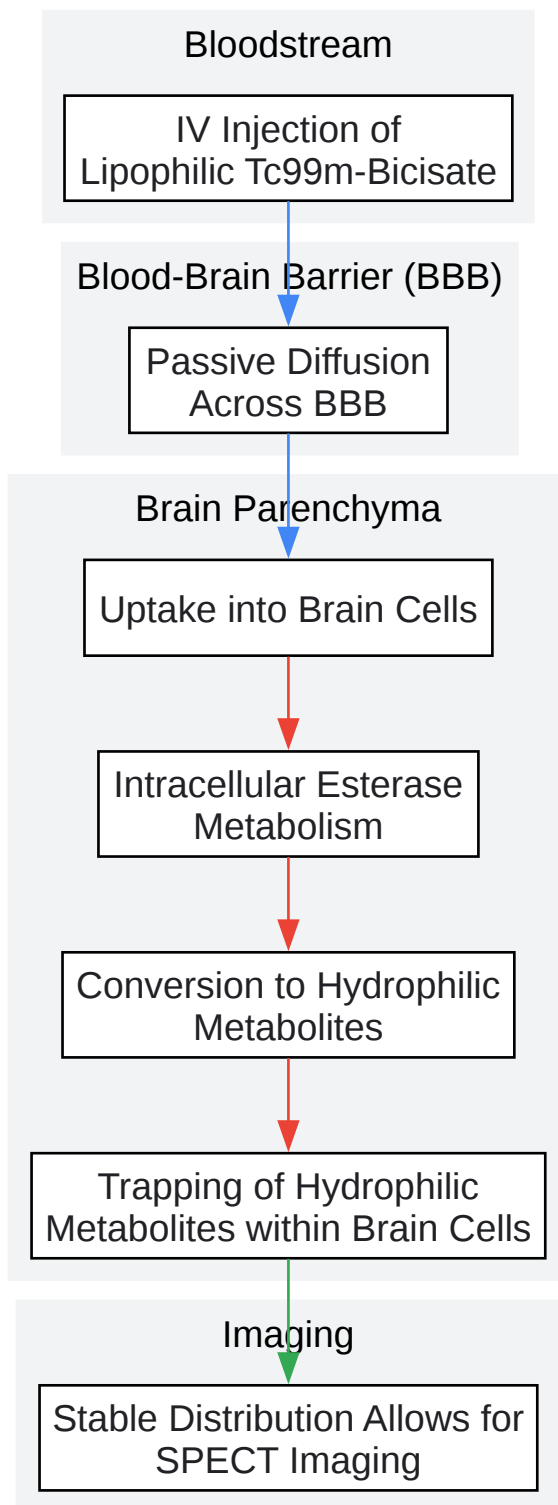 Bloodstream
IV Injection of
Lipophilic Tc99m-Bicisate
Blood-Brain Barrier (BBB)
Passive Diffusion
Across BBB
Brain Parenchyma
Uptake into Brain Cells
Intracellular Esterase
Metabolism
Conversion to Hydrophilic
Metabolites
Trapping of Hydrophilic
Metabolites within Brain Cells
Imaging
Stable Distribution Allows for
SPECT Imaging